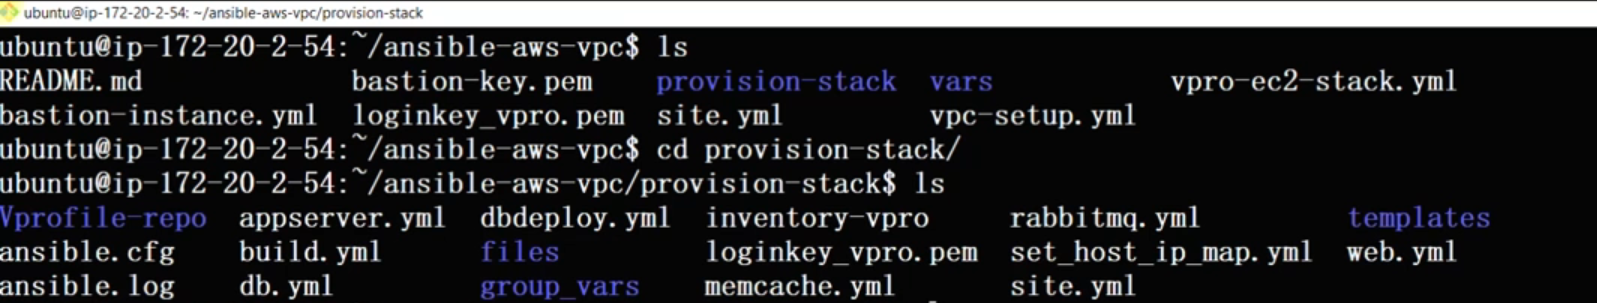 ubuntu@ip-172-20-2-54: ~/ansible-aws-vpc/provision-stack
ubuntu@ip-172-20-2-54:~/ansible-aws-vpc$ ls
README.md bastion-key.pem provision-stack vars vpro-ec2-stack.yml
bastion-instance.yml loginkey_vpro.pem site.yml vpc-setup.yml
ubuntu@ip-172-20-2-54:~/ansible-aws-vpc$ cd provision-stack/
ubuntu@ip-172-20-2-54:~/ansible-aws-vpc/provision-stack$ ls
Vprofile-repo appserver.yml dbdeploy.yml inventory-vpro rabbitmq.yml templates
ansible.cfg build.yml files loginkey_vpro.pem set_host_ip_map.yml web.yml
ansible.log db.yml group_vars memcache.yml site.yml